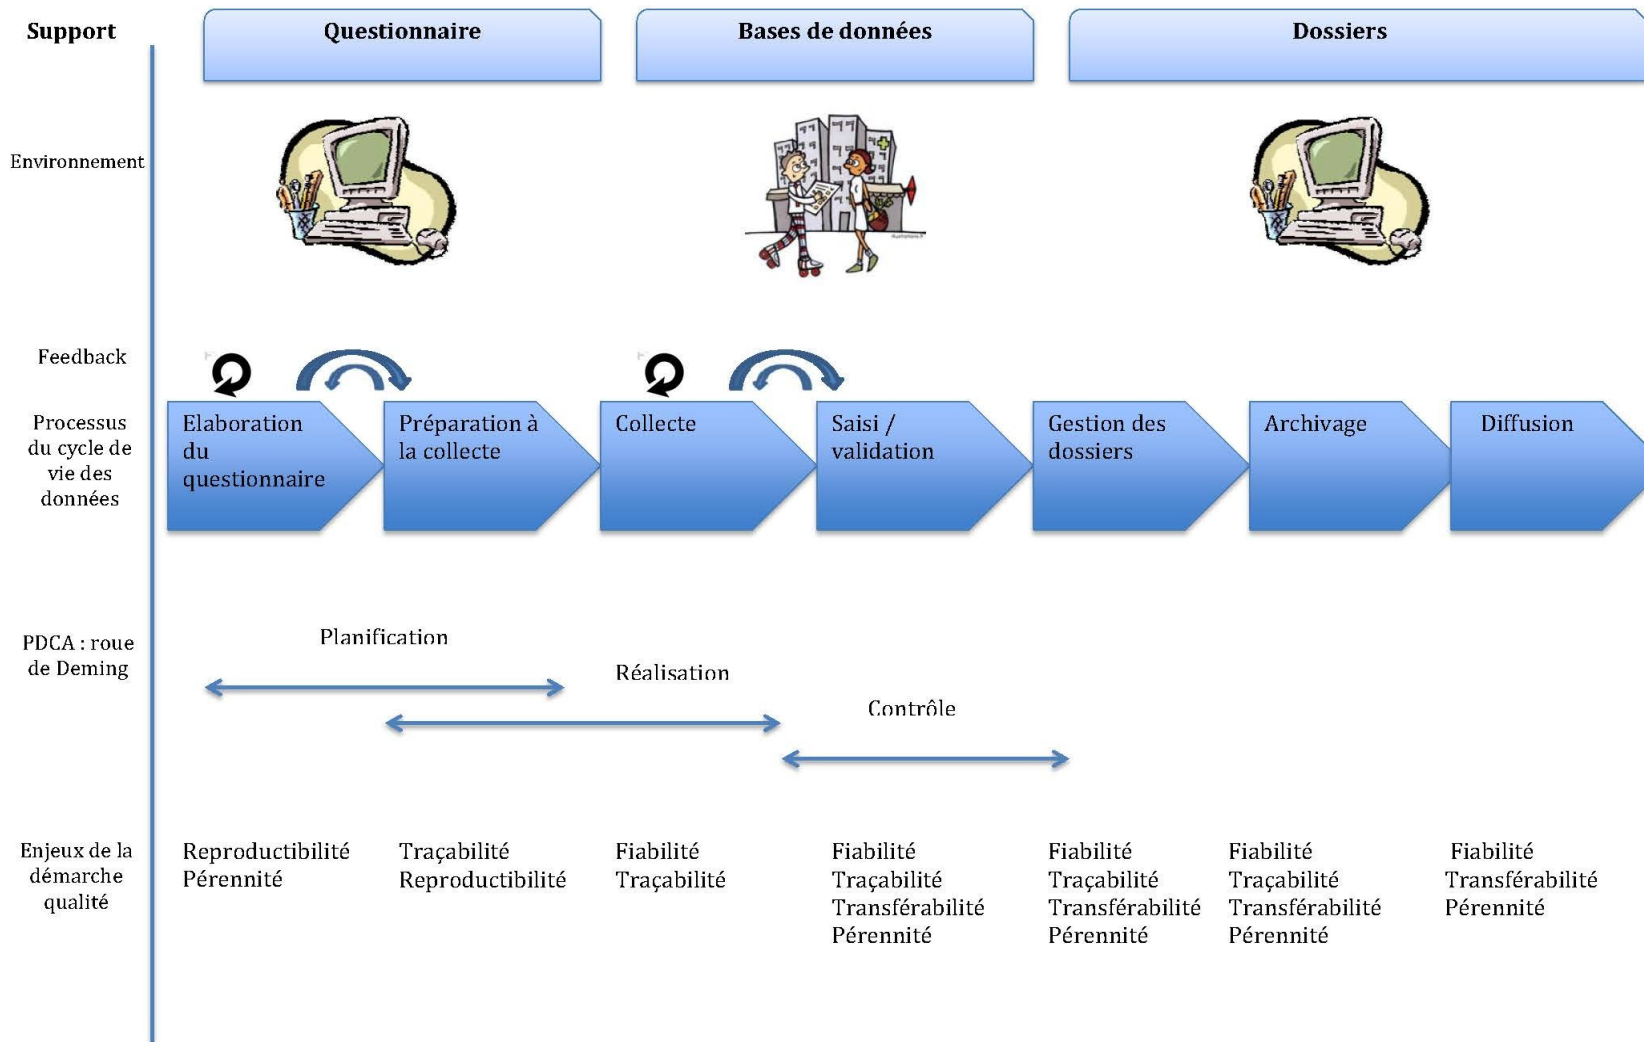 Support
Questionnaire
Bases de données
Dossiers
Environnement
Feedback
Processus
du cycle de
vie des
données
Elaboration
du
questionnaire
Préparation à
la collecte
Collecte
Saisi /
validation
Gestion des
dossiers
Archivage
Diffusion
PDCA : roue
de Deming
Planification
Réalisation
Contrôle
Enjeux de la
démarche
qualité
Reproductibilité
Pérennité
Traçabilité
Reproductibilité
Fiabilité
Traçabilité
Fiabilité
Traçabilité
Transférabilité
Pérennité
Fiabilité
Traçabilité
Transférabilité
Pérennité
Fiabilité
Traçabilité
Transférabilité
Pérennité
Fiabilité
Transférabilité
Pérennité